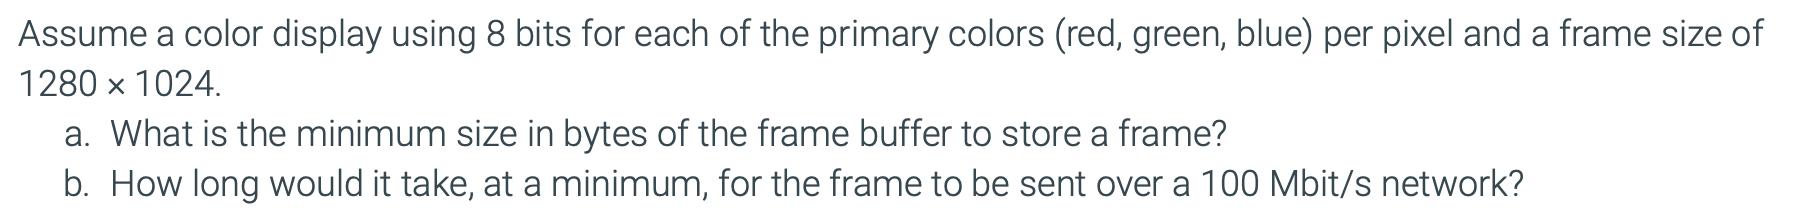 Assume a color display using 8 bits for each of the primary colors (red, green, blue) per pixel and a frame size of
1280 × 1024.
a. What is the minimum size in bytes of the frame buffer to store a frame?
b. How long would it take, at a minimum, for the frame to be sent over a 100 Mbit/s network?